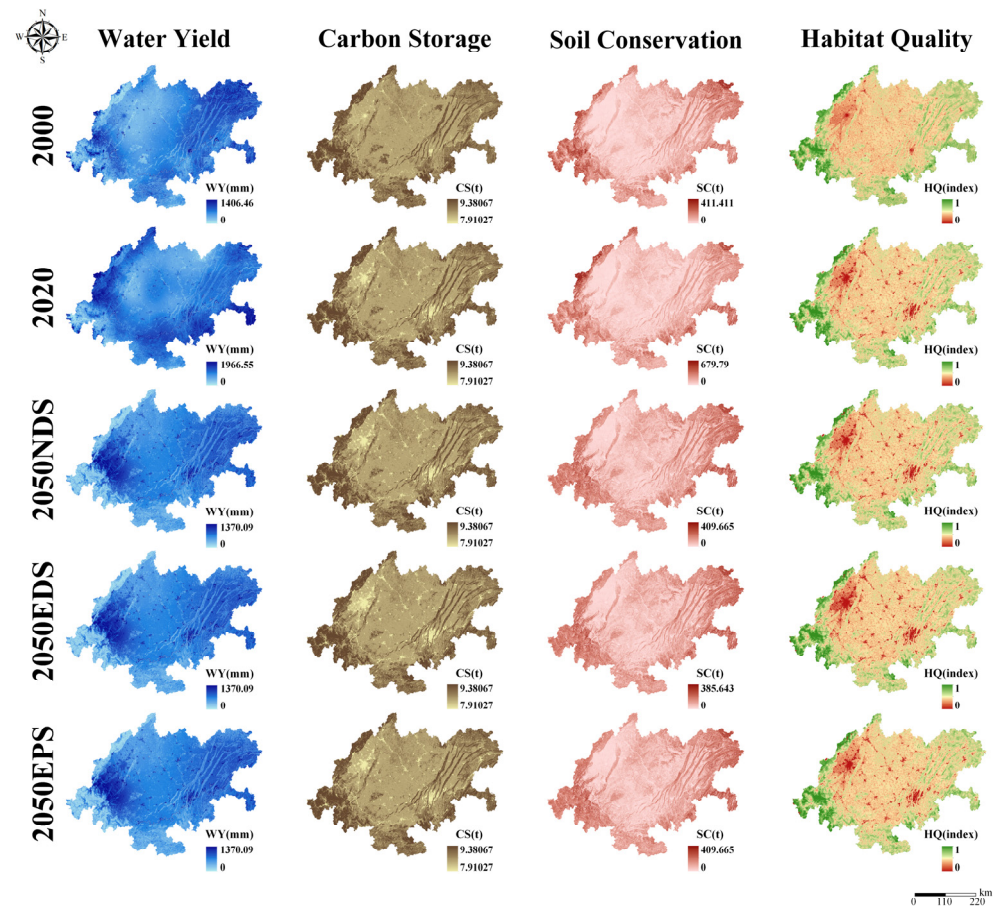 N
W E
S
Water Yield Carbon Storage Soil Conservation Habitat Quality
2000
WY(mm) CS(t) SC(t) HQ(index)
1406.46 9.38067 411.411 1
0 7.91027 0 0
2020
WY(mm) CS(t) SC(t) HQ(index)
1966.55 9.38067 679.79 1
0 7.91027 0 0
2050NDS
WY(mm) CS(t) SC(t) HQ(index)
1370.09 9.38067 409.665 1
0 7.91027 0 0
2050EDS
WY(mm) CS(t) SC(t) HQ(index)
1370.09 9.38067 385.643 1
0 7.91027 0 0
2050EPS
WY(mm) CS(t) SC(t) HQ(index)
1370.09 9.38067 409.665 1
0 7.91027 0 0
km
0 110 220